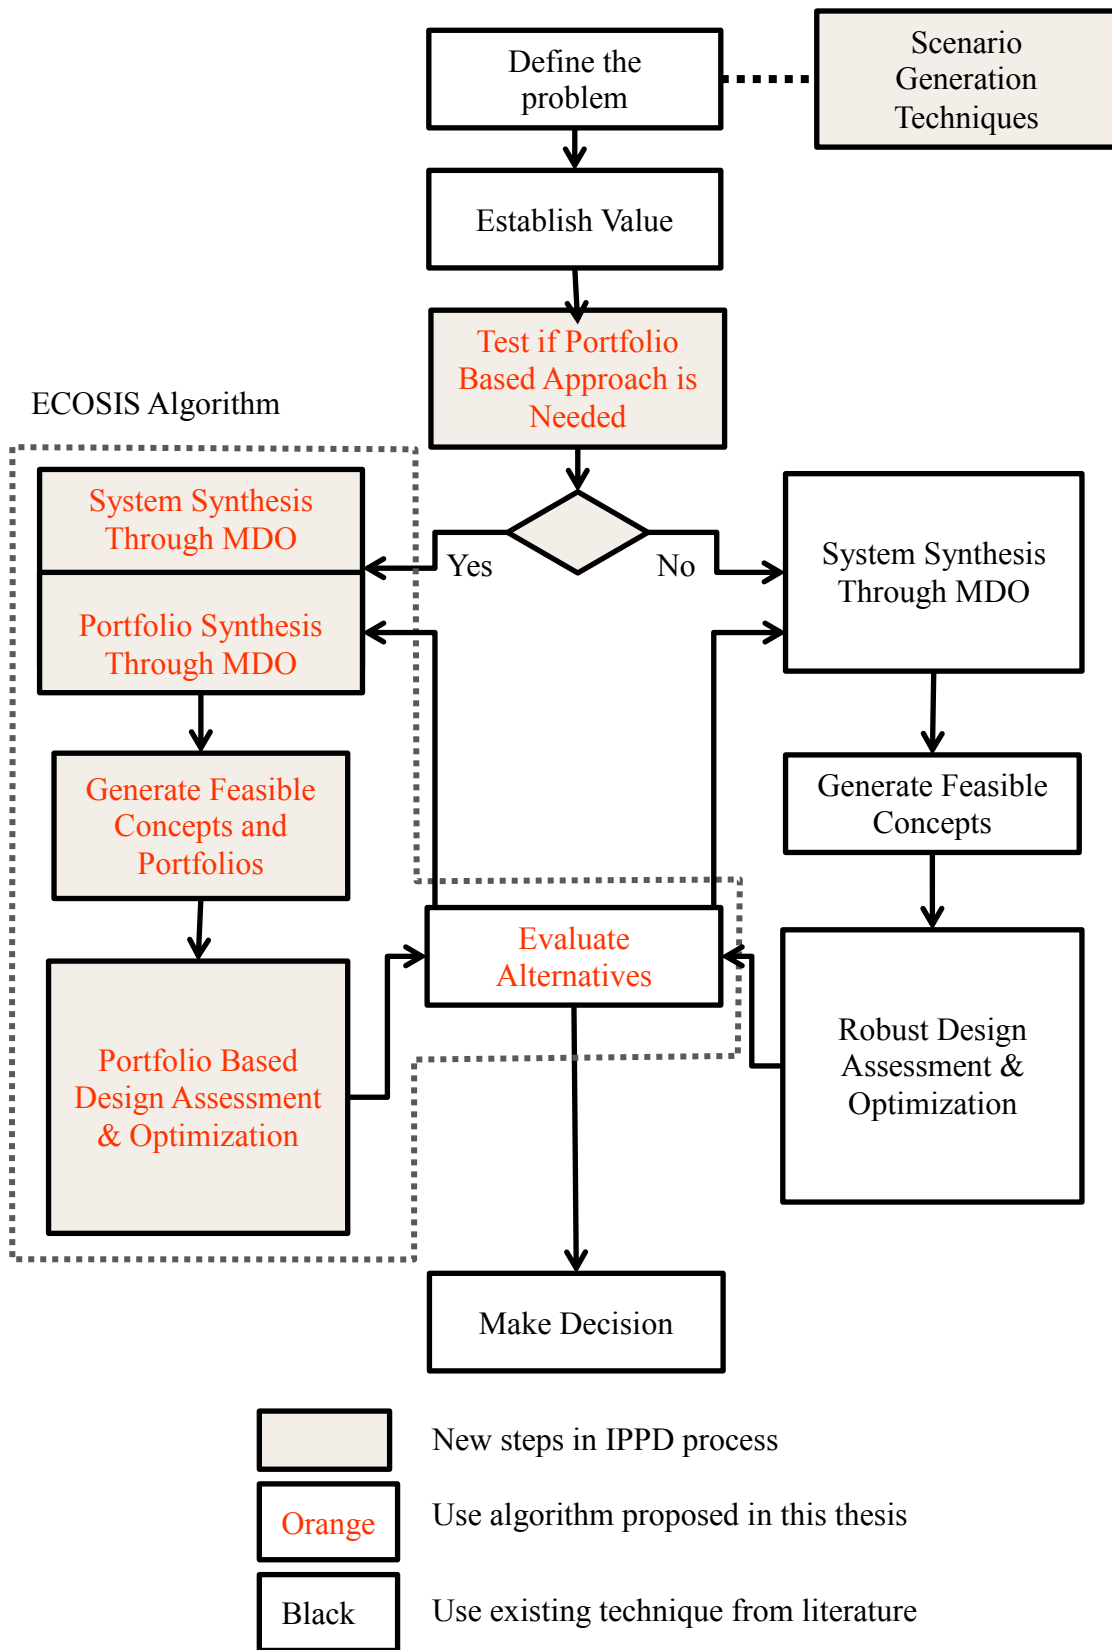 Define the
problem
Scenario
Generation
Techniques
Establish Value
Test if Portfolio
Based Approach is
Needed
ECOSIS Algorithm
System Synthesis
Through MDO
Yes
No
System Synthesis
Through MDO
Portfolio Synthesis
Through MDO
Generate Feasible
Concepts and
Portfolios
Generate Feasible
Concepts
Evaluate
Alternatives
Portfolio Based
Design Assessment
& Optimization
Robust Design
Assessment &
Optimization
Make Decision
New steps in IPPD process
Orange
Use algorithm proposed in this thesis
Black
Use existing technique from literature